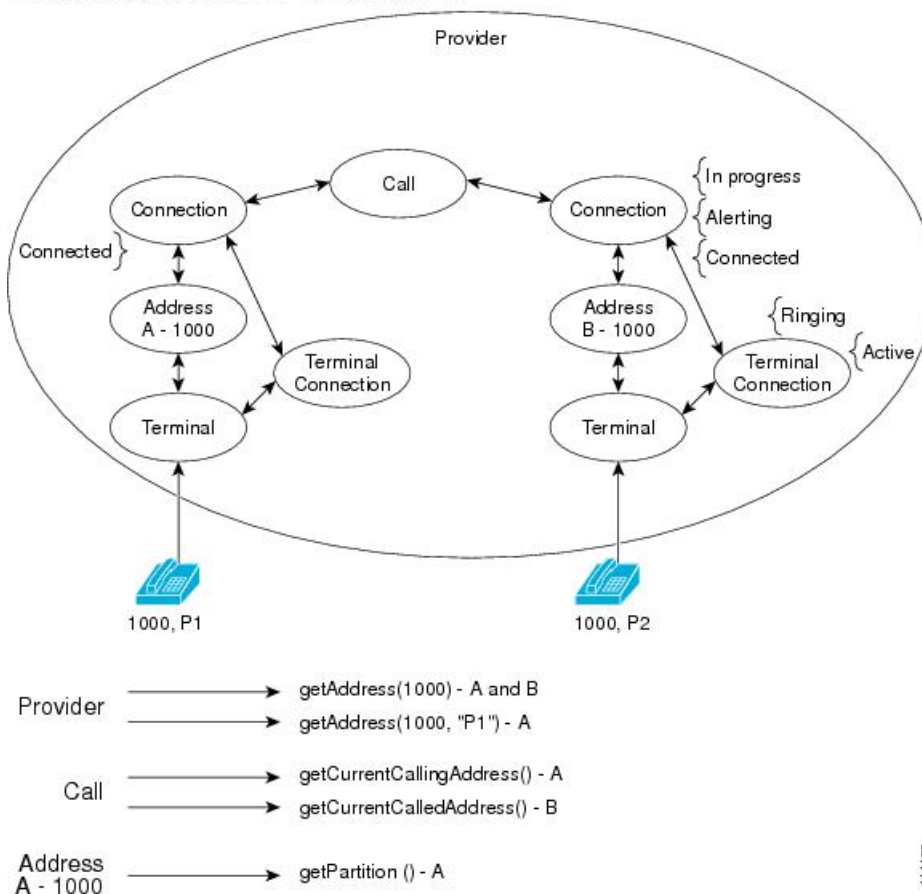 Provider
Call
Connection
Connection
In progress
Alerting
Connected
Connected
Address
A - 1000
Address
B - 1000
Ringing
Active
Terminal
Connection
Terminal
Connection
Terminal
Terminal
1000, P1
1000, P2
Provider
getAddress(1000) - A and B
getAddress(1000, "P1") - A
Call
getCurrentCallingAddress() - A
getCurrentCalledAddress() - B
Address
A - 1000
getPartition () - A